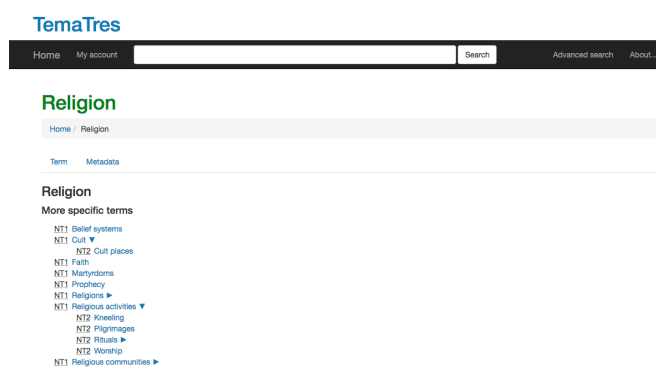 TemaTres
Home My account Search Advanced search About...
Religion
Home / Religion
Term Metadata
Religion
More specific terms
NT1 Belief systems
NT1 Cult ▼
NT2 Cult places
NT1 Faith
NT1 Martyrdoms
NT1 Prophecy
NT1 Religions ►
NT1 Religious activities ▼
NT2 Kneeling
NT2 Pilgrimages
NT2 Rituals ►
NT2 Worship
NT1 Religious communities ►